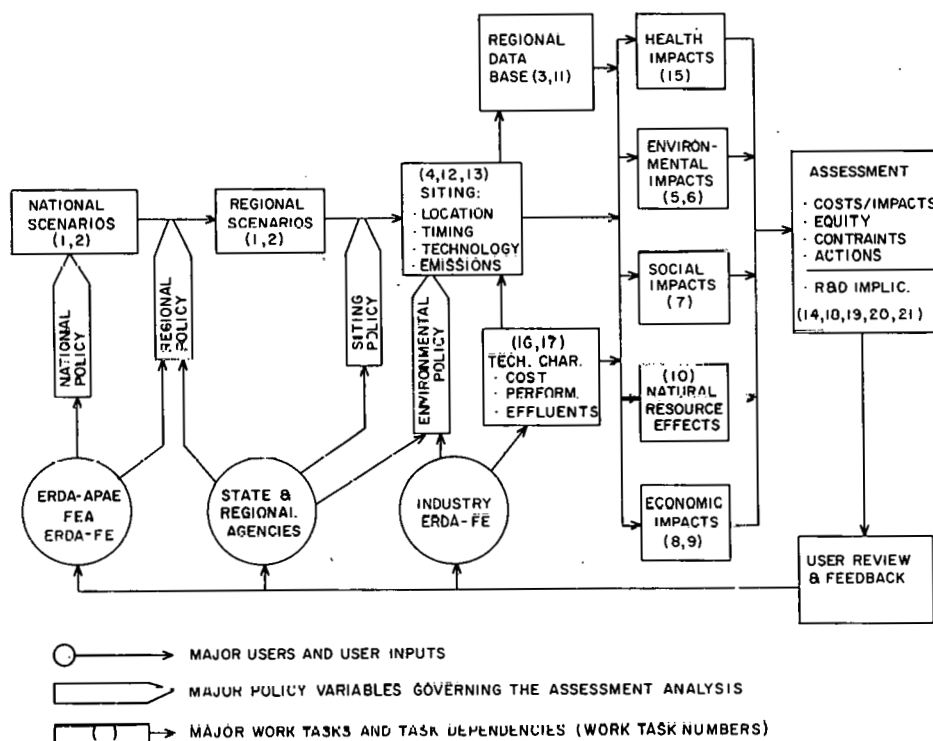 NATIONAL
SCENARIOS
(1,2)
REGIONAL
SCENARIOS
(1,2)
(4,12,13)
SITING:
· LOCATION
· TIMING
· TECHNOLOGY
· EMISSIONS
REGIONAL
DATA
BASE (3,11)
HEALTH
IMPACTS
(15)
ENVIRON-
MENTAL
IMPACTS
(5,6)
SOCIAL
IMPACTS
(7)
(10)
NATURAL
RESOURCE
EFFECTS
ECONOMIC
IMPACTS
(8,9)
ASSESSMENT
· COSTS/IMPACTS
· EQUITY
· CONTRAINTS
· ACTIONS
· R&D IMPLIC.
(14,18,19,20,21)
NATIONAL
POLICY
REGIONAL
POLICY
SITING
POLICY
ENVIRONMENTAL
POLICY
(16,17)
TECH. CHAR.
· COST
· PERFORM.
· EFFLUENTS
ERDA-APAE
FEA
ERDA-FE
STATE &
REGIONAL
AGENCIES
INDUSTRY
ERDA-FE
USER REVIEW
& FEEDBACK
MAJOR USERS AND USER INPUTS
MAJOR POLICY VARIABLES GOVERNING THE ASSESSMENT ANALYSIS
( )
MAJOR WORK TASKS AND TASK DEPENDENCIES (WORK TASK NUMBERS)